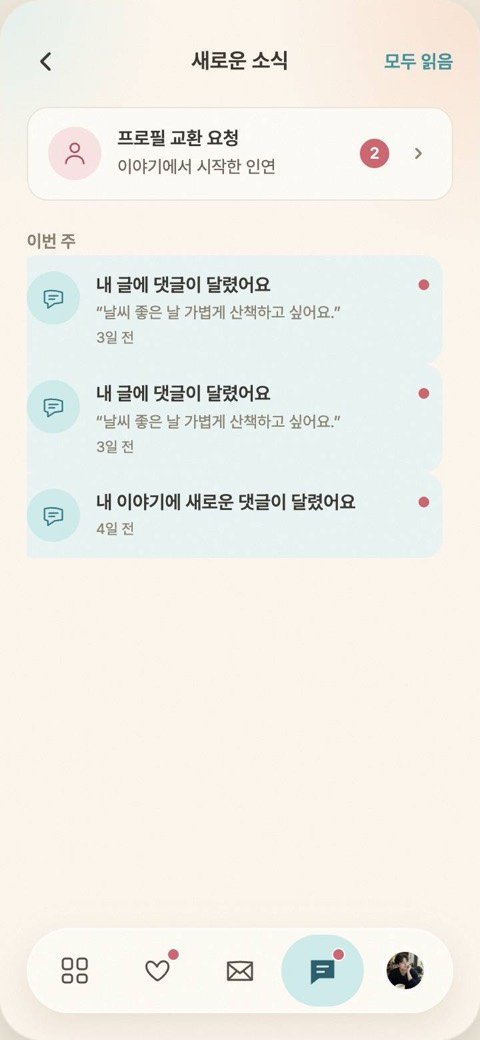 새로운 소식
모두 읽음
프로필 교환 요청
이야기에서 시작한 인연
2
이번 주
내 글에 댓글이 달렸어요
“날씨 좋은 날 가볍게 산책하고 싶어요.”
3일 전
내 글에 댓글이 달렸어요
“날씨 좋은 날 가볍게 산책하고 싶어요.”
3일 전
내 이야기에 새로운 댓글이 달렸어요
4일 전